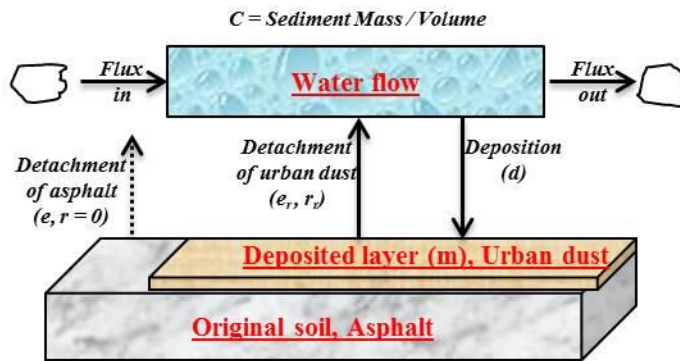 C = Sediment Mass / Volume
Flux
in
Water flow
Flux
out
Detachment
of asphalt
(e, r = 0)
Detachment
of urban dust
(eᵣ, rᵣ)
Deposition
(d)
Deposited layer (m), Urban dust
Original soil, Asphalt